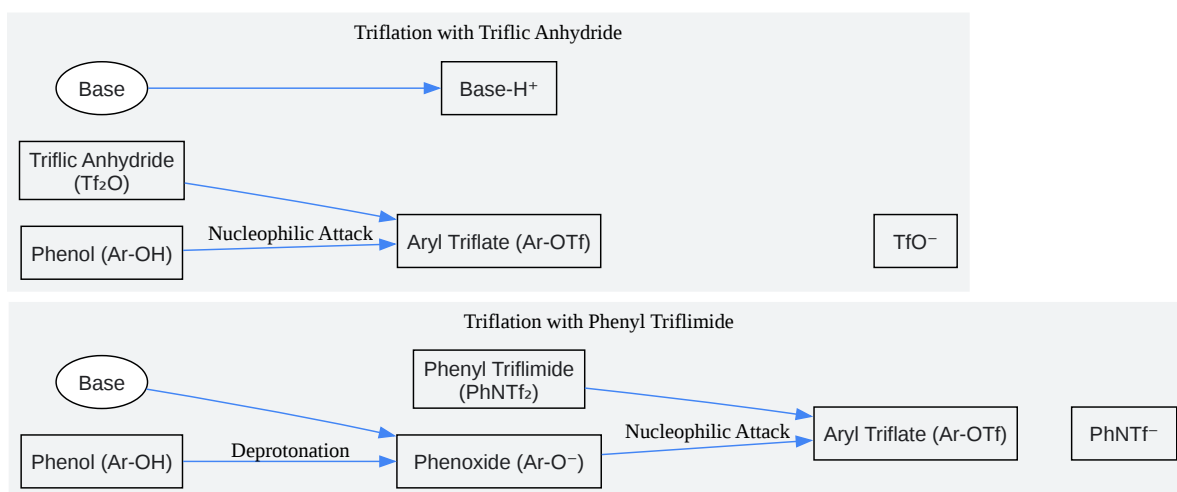 Triflation with Triflic Anhydride
Base
Base-H⁺
Triflic Anhydride
(Tf₂O)
Nucleophilic Attack
Phenol (Ar-OH)
Aryl Triflate (Ar-OTf)
TfO⁻
Triflation with Phenyl Triflimide
Base
Phenyl Triflimide
(PhNTf₂)
Phenol (Ar-OH)
Deprotonation
Phenoxide (Ar-O⁻)
Nucleophilic Attack
Aryl Triflate (Ar-OTf)
PhNTf⁻